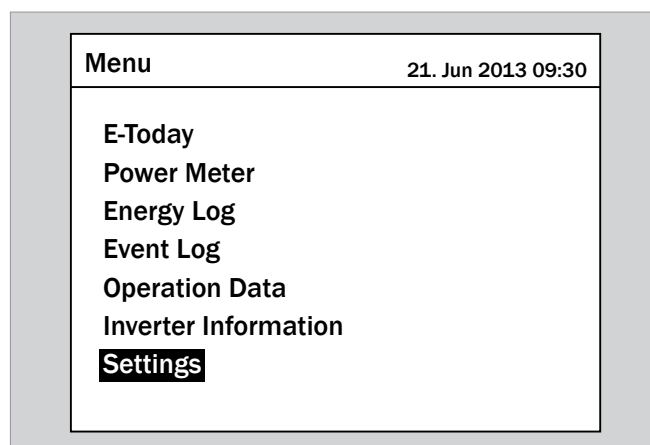 Menu
21. Jun 2013 09:30
E-Today
Power Meter
Energy Log
Event Log
Operation Data
Inverter Information
Settings